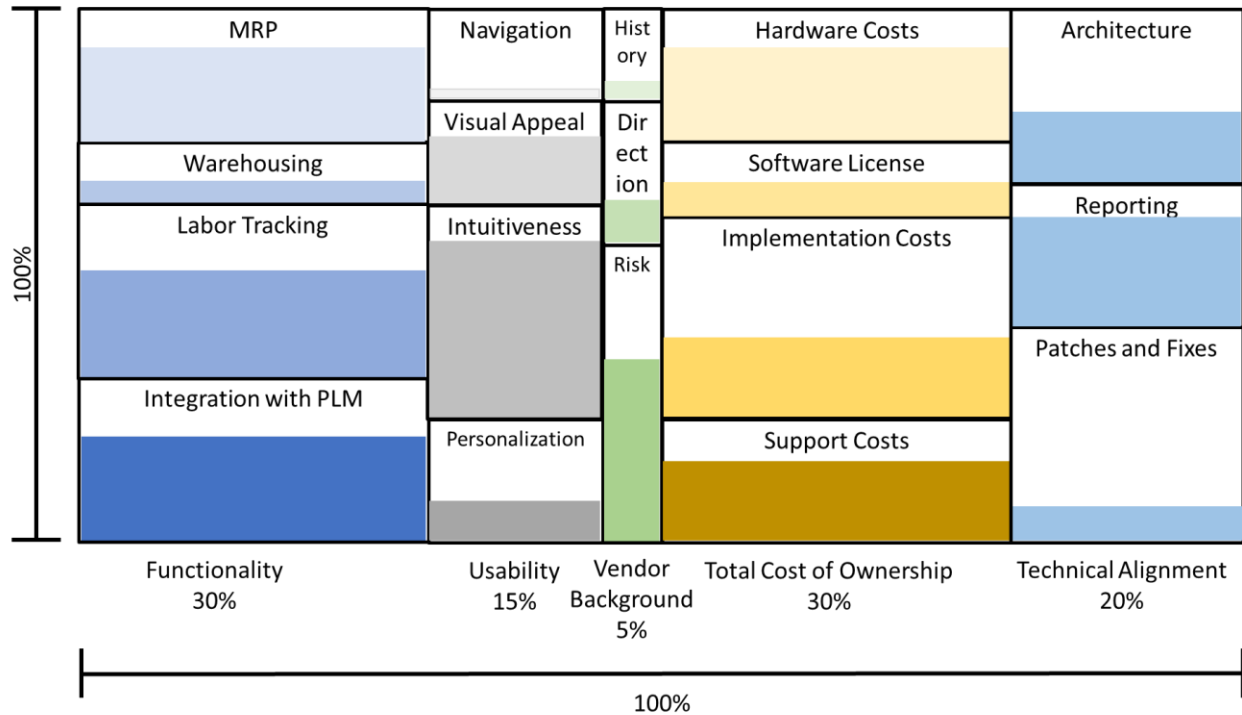 100%
MRP
Warehousing
Labor Tracking
Integration with PLM
Navigation
Visual Appeal
Intuitiveness
Personalization
Hist
ory
Dir
ect
ion
Risk
Hardware Costs
Software License
Implementation Costs
Support Costs
Architecture
Reporting
Patches and Fixes
Functionality
30%
Usability
15%
Vendor
Background
5%
Total Cost of Ownership
30%
Technical Alignment
20%
100%